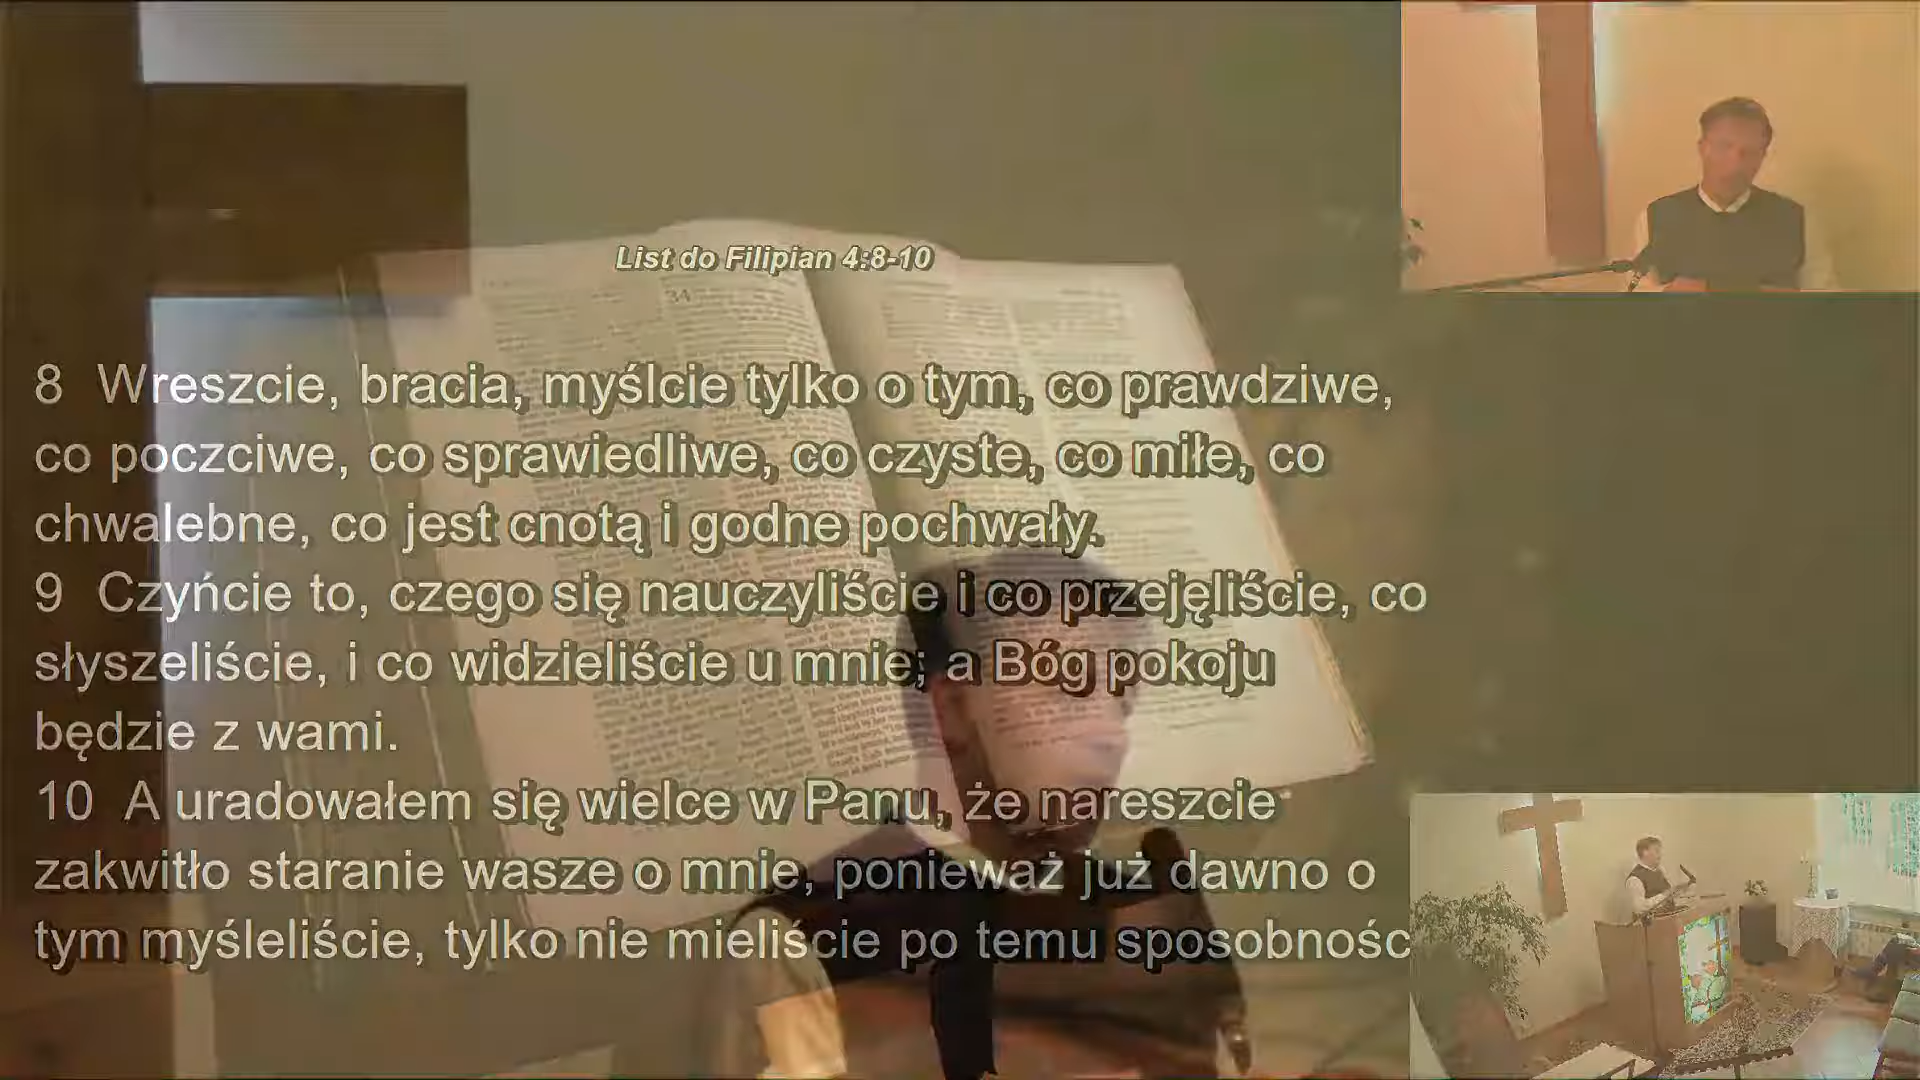 List do Filipian 4:8-10
8 Wreszcie, bracia, myślcie tylko o tym, co prawdziwe,
co poczciwe, co sprawiedliwe, co czyste, co miłe, co
chwalebne, co jest cnotą i godne pochwały.
9 Czyńcie to, czego się nauczyliście i co przejęliście, co
słyszeliście, i co widzieliście u mnie; a Bóg pokoju
będzie z wami.
10 A uradowałem się wielce w Panu, że nareszcie
zakwitło staranie wasze o mnie, ponieważ już dawno o
tym myśleliście, tylko nie mieliście po temu sposobnośc